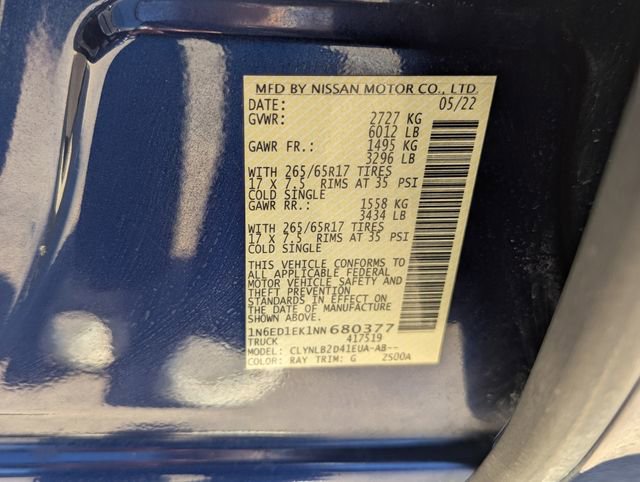 MFD BY NISSAN MOTOR CO., LTD.
DATE: 05/22
GVWR: 2727 KG
6012 LB
GAWR FR.: 1495 KG
3296 LB
WITH 265/65R17 TIRES
17 X 7.5 RIMS AT 35 PSI
COLD SINGLE
GAWR RR.: 1558 KG
3434 LB
WITH 265/65R17 TIRES
17 X 7.5 RIMS AT 35 PSI
COLD SINGLE
THIS VEHICLE CONFORMS TO
ALL APPLICABLE FEDERAL
MOTOR VEHICLE SAFETY AND
THEFT PREVENTION
STANDARDS IN EFFECT ON
THE DATE OF MANUFACTURE
SHOWN ABOVE.
1N6ED1EK1NN680377
TRUCK 417519
MODEL: CLYNLB2D41EUA-AB--
COLOR: RAY TRIM: G 2S00A